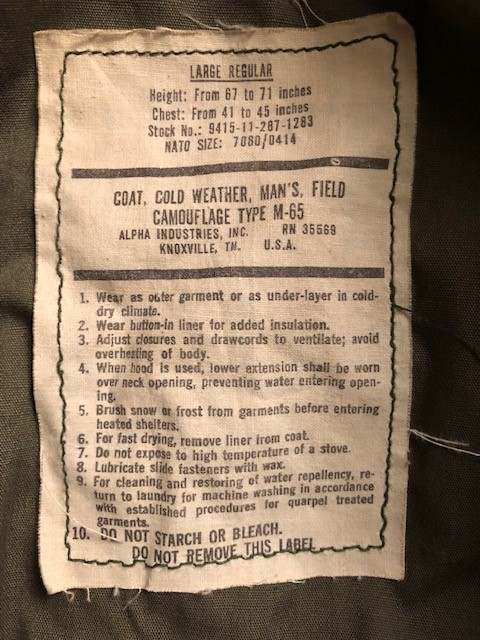 LARGE REGULAR
Height: From 67 to 71 inches
Chest: From 41 to 45 inches
Stock No.: 9415-11-287-1283
NATO SIZE: 7080/0414
COAT, COLD WEATHER, MAN'S, FIELD
CAMOUFLAGE TYPE M-65
ALPHA INDUSTRIES, INC. RN 35569
KNOXVILLE, TN. U.S.A.
1. Wear as outer garment or as under-layer in cold-
dry climate.
2. Wear button-in liner for added insulation.
3. Adjust closures and drawcords to ventilate; avoid
overheating of body.
4. When hood is used, lower extension shall be worn
over neck opening, preventing water entering open-
ing.
5. Brush snow or frost from garments before entering
heated shelters.
6. For fast drying, remove liner from coat.
7. Do not expose to high temperature of a stove.
8. Lubricate slide fasteners with wax.
9. For cleaning and restoring of water repellency, re-
turn to laundry for machine washing in accordance
with established procedures for quarpel treated
garments.
10. DO NOT STARCH OR BLEACH.
DO NOT REMOVE THIS LABEL